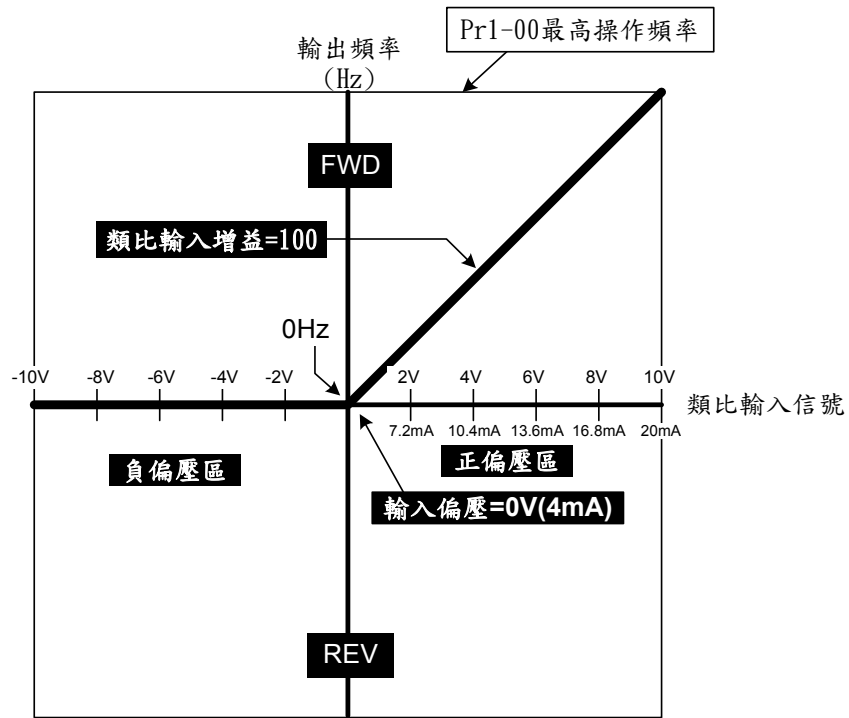 Pr1-00最高操作頻率
輸出頻率
(Hz)
FWD
類比輸入增益=100
0Hz
-10V -8V -6V -4V -2V 2V 4V 6V 8V 10V
類比輸入信號
7.2mA 10.4mA 13.6mA 16.8mA 20mA
負偏壓區
正偏壓區
輸入偏壓=0V(4mA)
REV